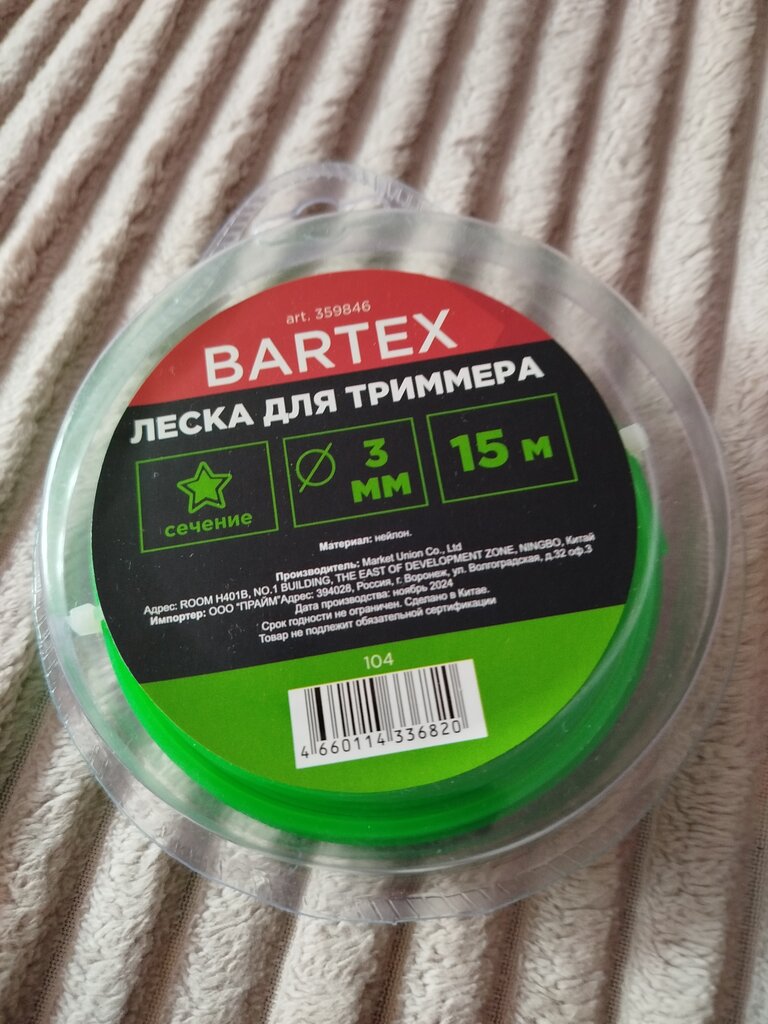 art. 359846
BARTEX
ЛЕСКА ДЛЯ ТРИММЕРА
сечение
3
мм
15 м
Материал: нейлон.
Производитель: Market Union Co., Ltd
Адрес: ROOM H401B, NO.1 BUILDING, THE EAST OF DEVELOPMENT ZONE, NINGBO, Китай
Импортер: ООО "ПРАЙМ"Адрес: 394028, Россия, г. Воронеж, ул. Волгоградская, д.32 оф.3
Дата производства: ноябрь 2024
Срок годности не ограничен. Сделано в Китае.
Товар не подлежит обязательной сертификации
104
4 660114 336820